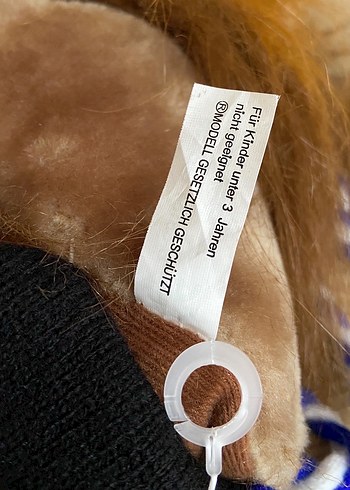 Für Kinder unter 3 Jahren
nicht geeignet
®MODELL GESETZLICH GESCHÜTZT